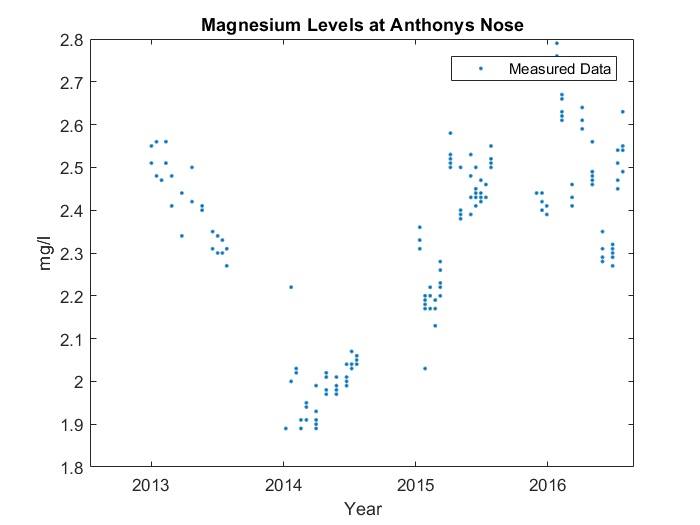 Magnesium Levels at Anthonys Nose
Measured Data
2.8
2.7
2.6
2.5
2.4
2.3
2.2
2.1
2
1.9
1.8
mg/l
2013 2014 2015 2016
Year